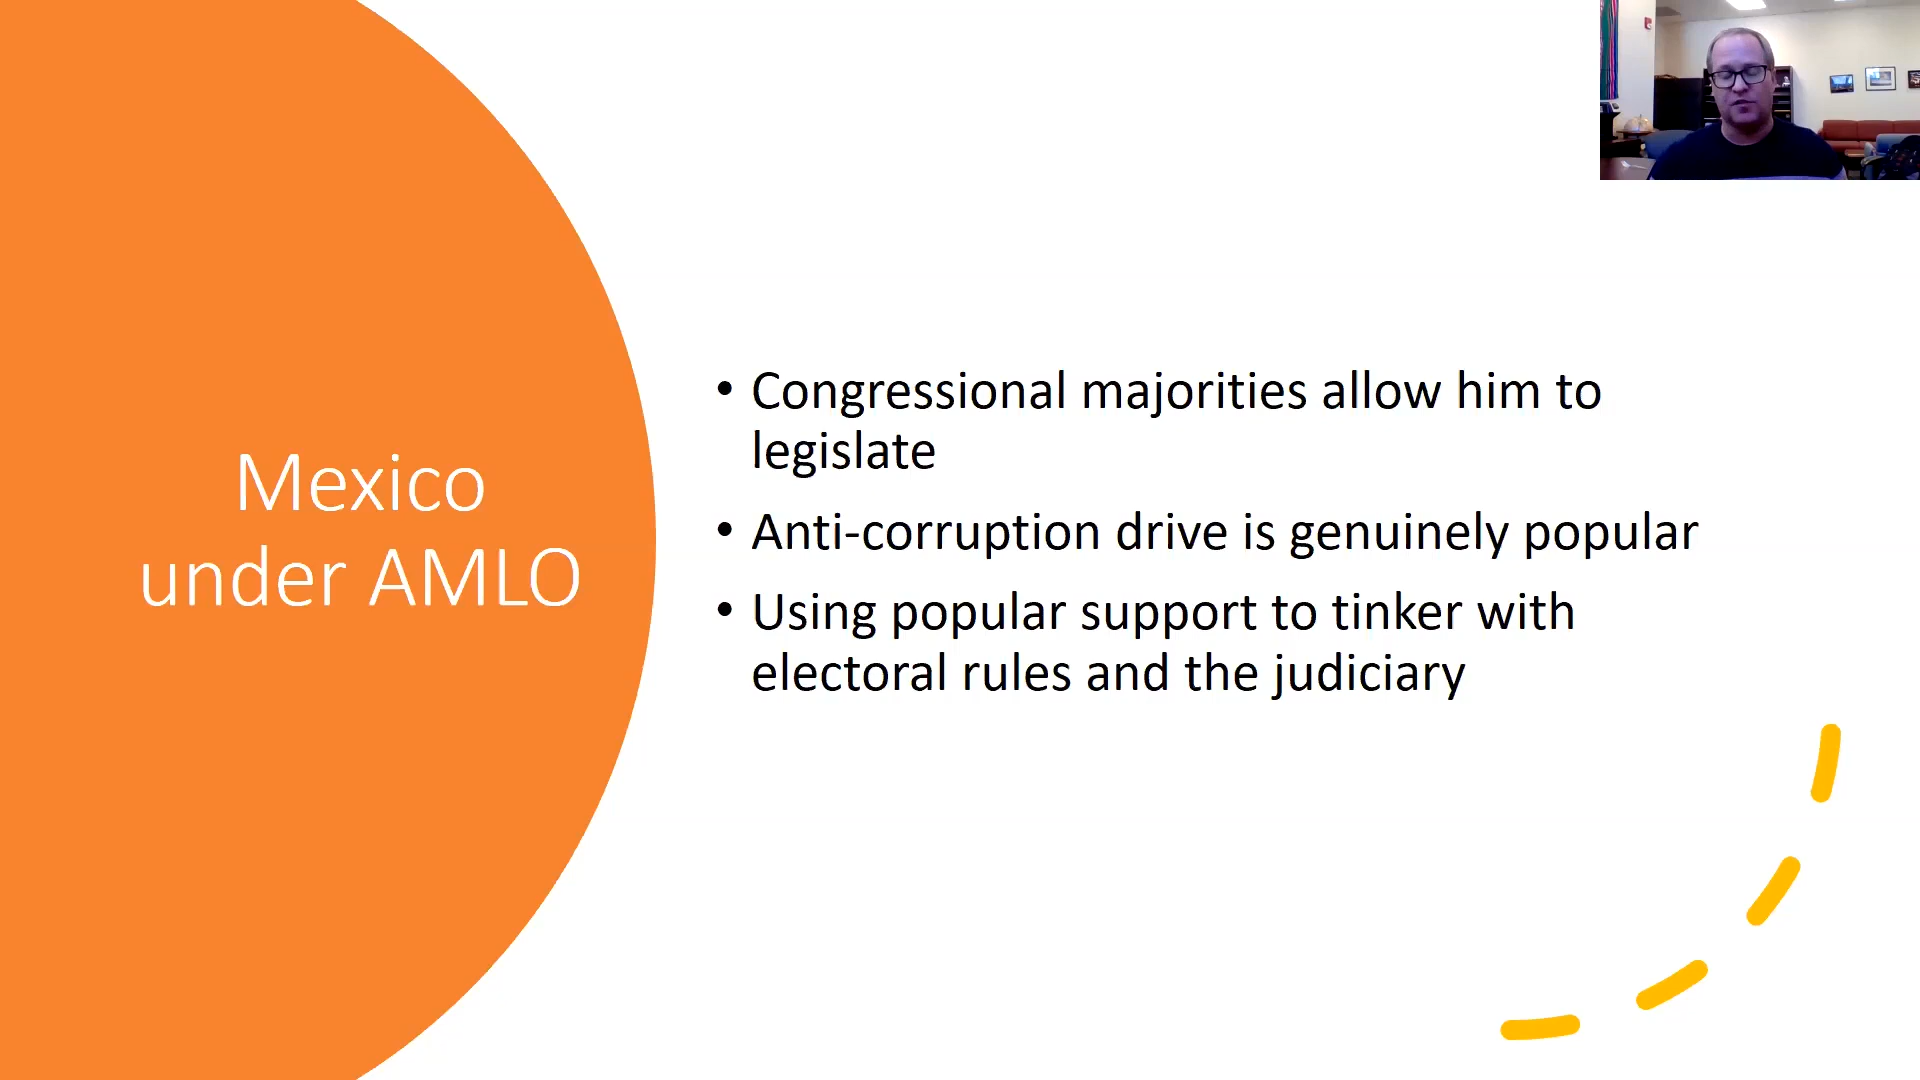 Mexico
under AMLO
• Congressional majorities allow him to
legislate
• Anti-corruption drive is genuinely popular
• Using popular support to tinker with
electoral rules and the judiciary